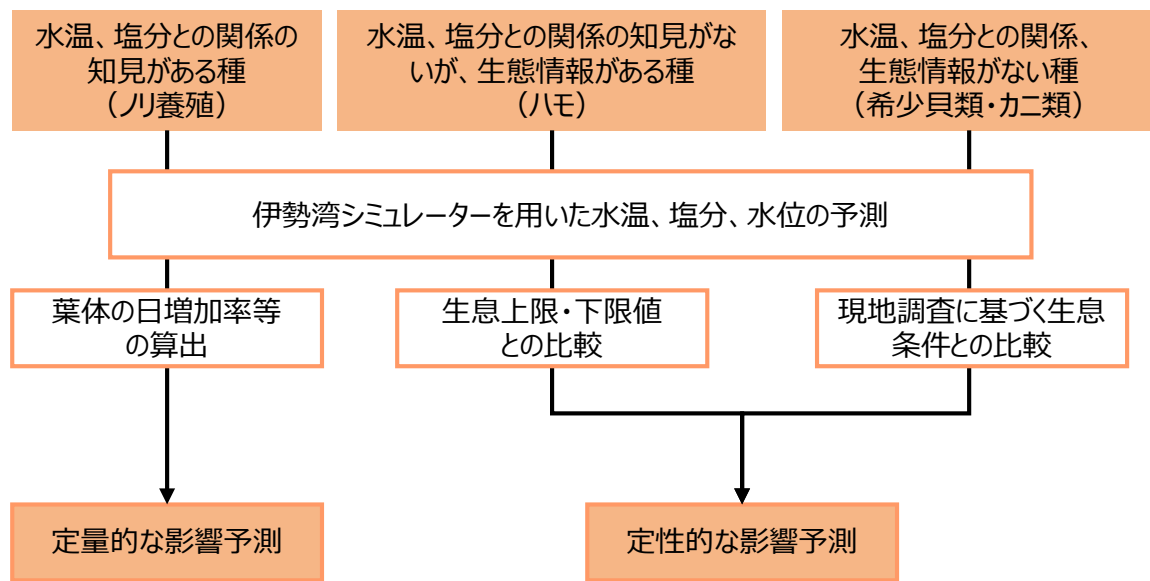 水温、塩分との関係の
知見がある種
(ノリ養殖)
水温、塩分との関係の知見がな
いが、生態情報がある種
(ハモ)
水温、塩分との関係、
生態情報がない種
(希少貝類・カニ類)
伊勢湾シミュレーターを用いた水温、塩分、水位の予測
葉体の日増加率等
の算出
生息上限・下限値
との比較
現地調査に基づく生息
条件との比較
定量的な影響予測
定性的な影響予測